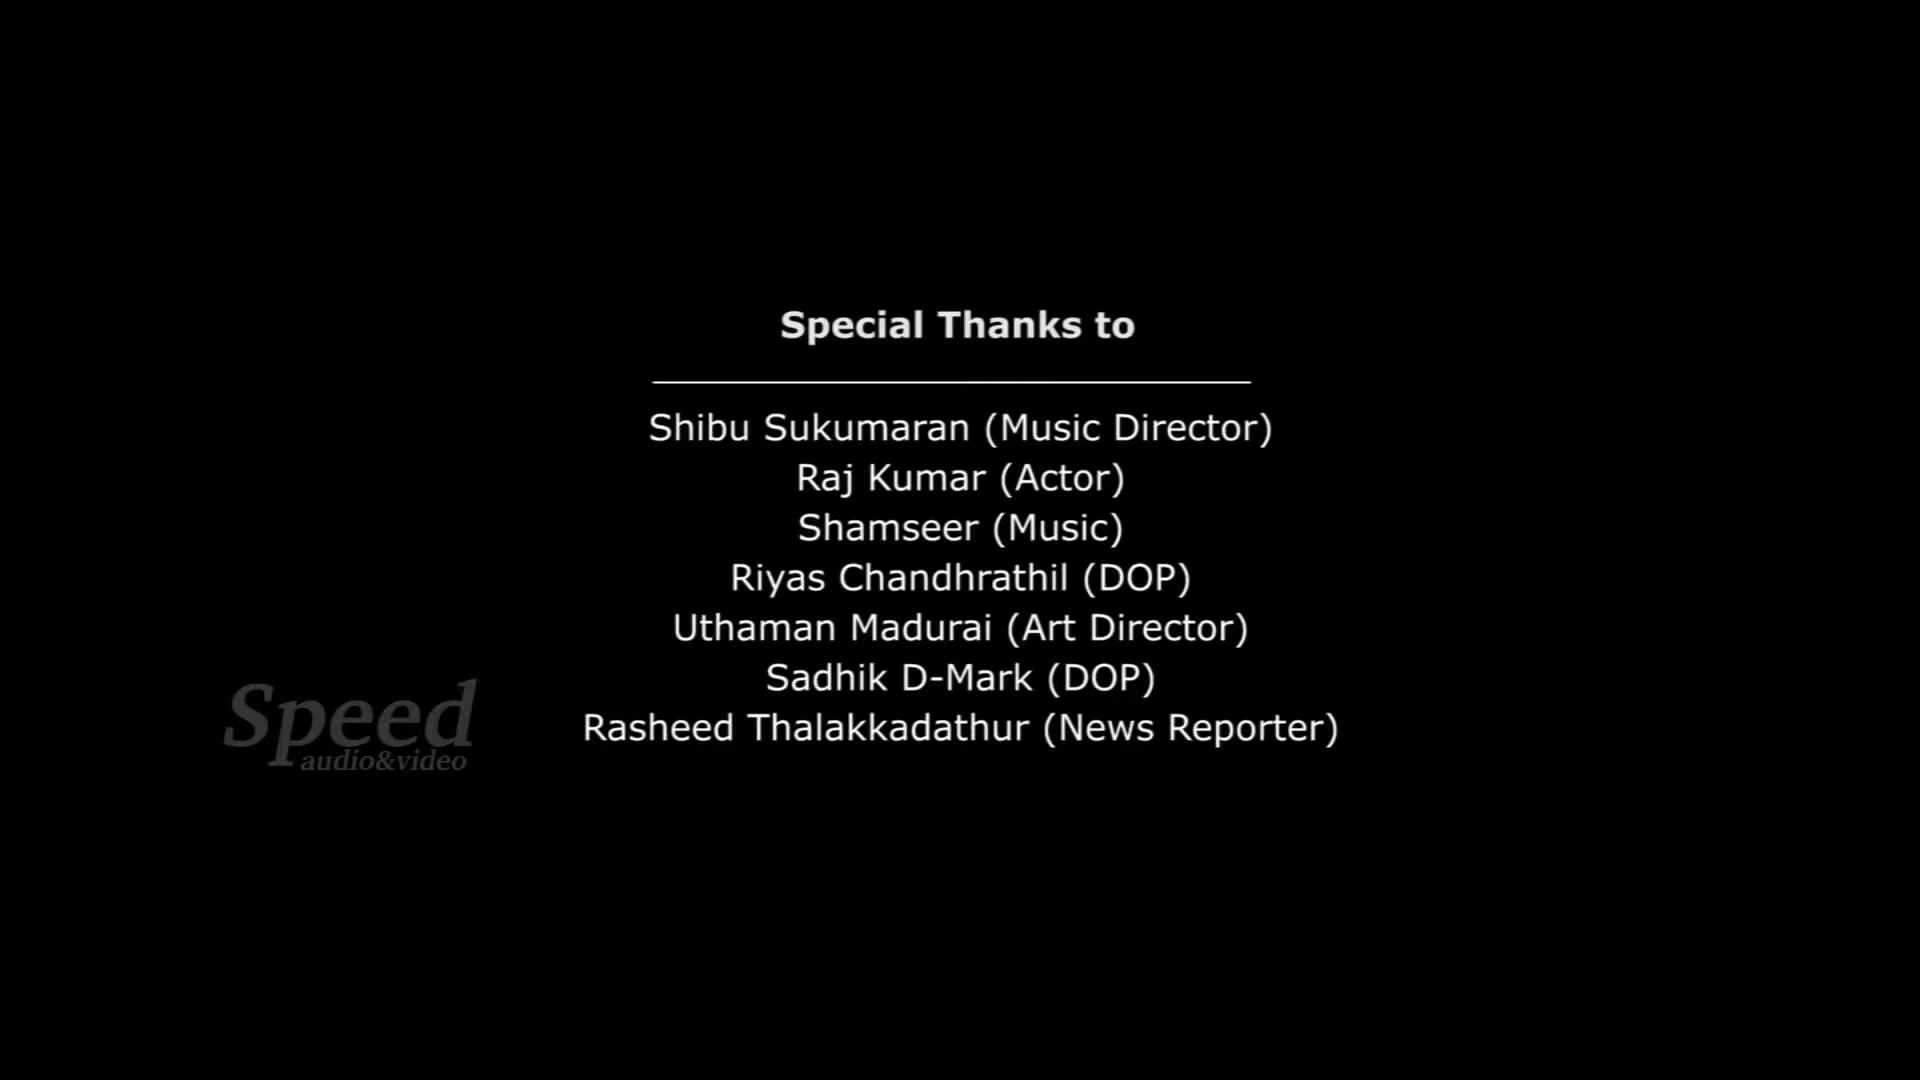 Special Thanks to
Shibu Sukumaran (Music Director)
Raj Kumar (Actor)
Shamseer (Music)
Riyas Chandhrathil (DOP)
Uthaman Madurai (Art Director)
Sadhik D-Mark (DOP)
Rasheed Thalakkadathur (News Reporter)
Speed
audio&video